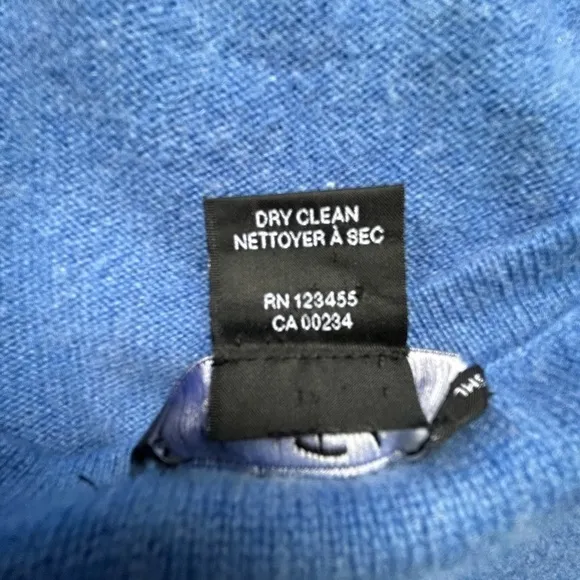 DRY CLEAN
NETTOYER À SEC
RN 123455
CA 00234